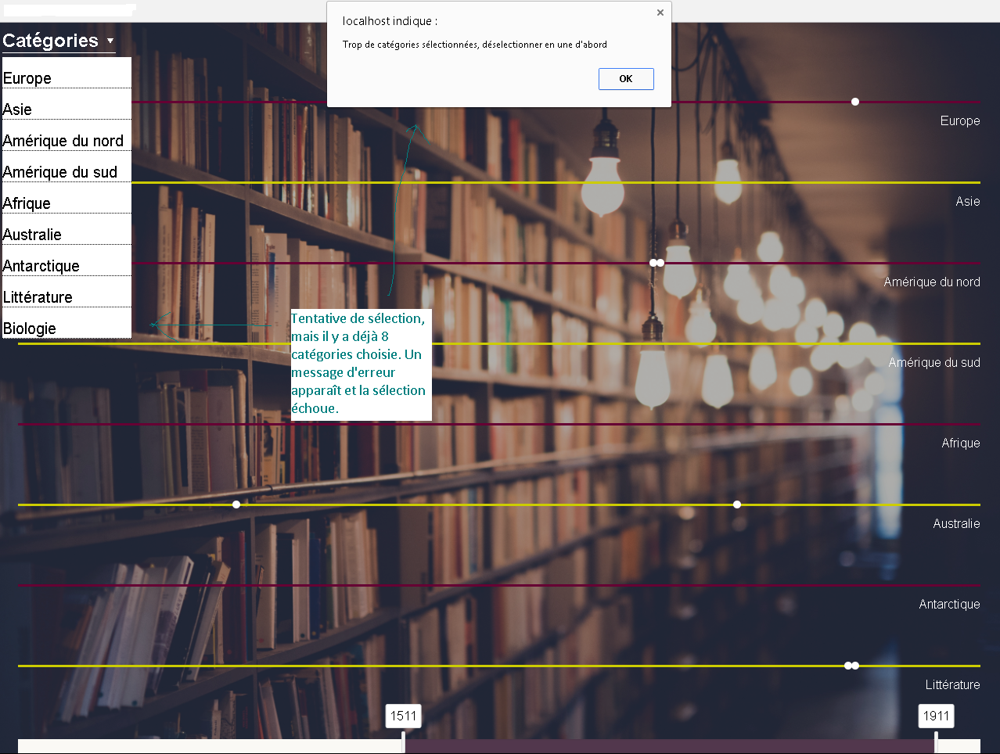 localhost indique :
Trop de catégories sélectionnées, déselectionner en une d'abord
OK
Catégories
Europe
Asie
Amérique du nord
Amérique du sud
Afrique
Australie
Antarctique
Littérature
Biologie
Tentative de sélection,
mais il y a déjà 8
catégories choisie. Un
message d'erreur
apparaît et la sélection
échoue.
Europe
Asie
Amérique du nord
Amérique du sud
Afrique
Australie
Antarctique
Littérature
1511
1911